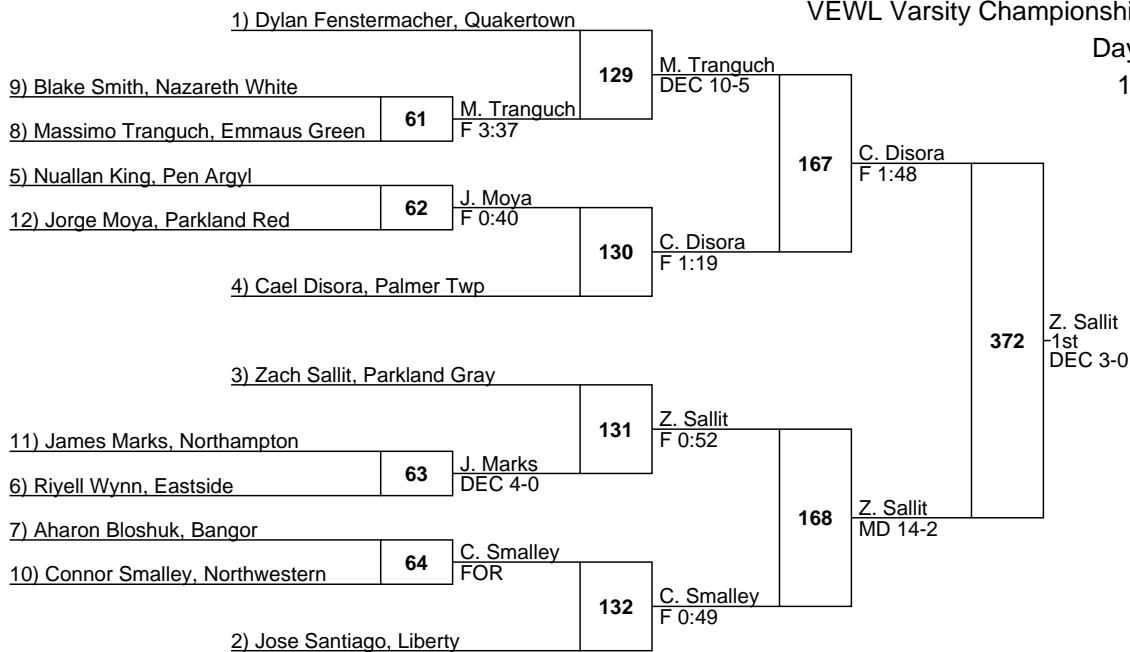 VEWL Varsity Championshi
Day
1
1) Dylan Fenstermacher, Quakertown
129
M. Tranguch
DEC 10-5
9) Blake Smith, Nazareth White
61
M. Tranguch
F 3:37
8) Massimo Tranguch, Emmaus Green
167
C. Disora
F 1:48
5) Nuallan King, Pen Argyl
62
J. Moya
F 0:40
12) Jorge Moya, Parkland Red
130
C. Disora
F 1:19
4) Cael Disora, Palmer Twp
372
Z. Sallit
1st
DEC 3-0
3) Zach Sallit, Parkland Gray
131
Z. Sallit
F 0:52
11) James Marks, Northampton
63
J. Marks
DEC 4-0
6) Riyell Wynn, Eastside
168
Z. Sallit
MD 14-2
7) Aharon Bloshuk, Bangor
64
C. Smalley
FOR
10) Connor Smalley, Northwestern
132
C. Smalley
F 0:49
2) Jose Santiago, Liberty